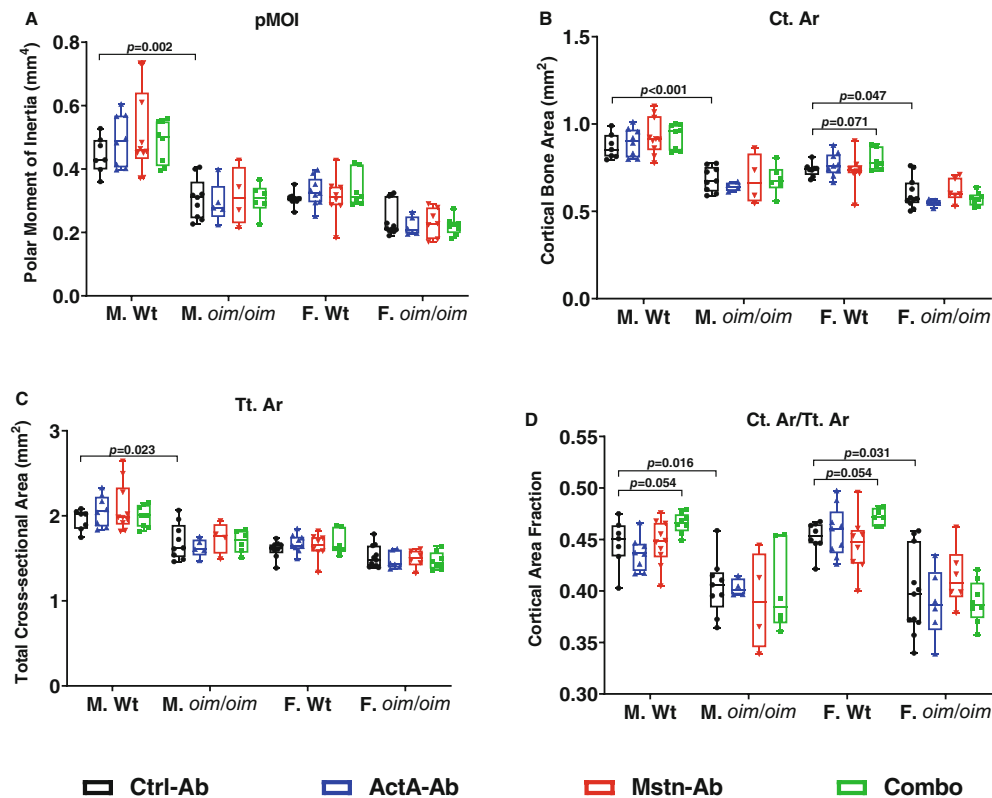 A
pMOI
Polar Moment of Inertia (mm⁴)
0.8
0.6
0.4
0.2
0.0
p=0.002
M. Wt M. oim/oim F. Wt F. oim/oim
B
Ct. Ar
Cortical Bone Area (mm²)
1.5
1.0
0.5
0.0
p<0.001
p=0.047
p=0.071
M. Wt M. oim/oim F. Wt F. oim/oim
C
Tt. Ar
Total Cross-sectional Area (mm²)
3
2
1
0
p=0.023
M. Wt M. oim/oim F. Wt F. oim/oim
D
Ct. Ar/Tt. Ar
Cortical Area Fraction
0.55
0.50
0.45
0.40
0.35
0.30
p=0.016
p=0.054
p=0.031
p=0.054
M. Wt M. oim/oim F. Wt F. oim/oim
Ctrl-Ab ActA-Ab Mstn-Ab Combo